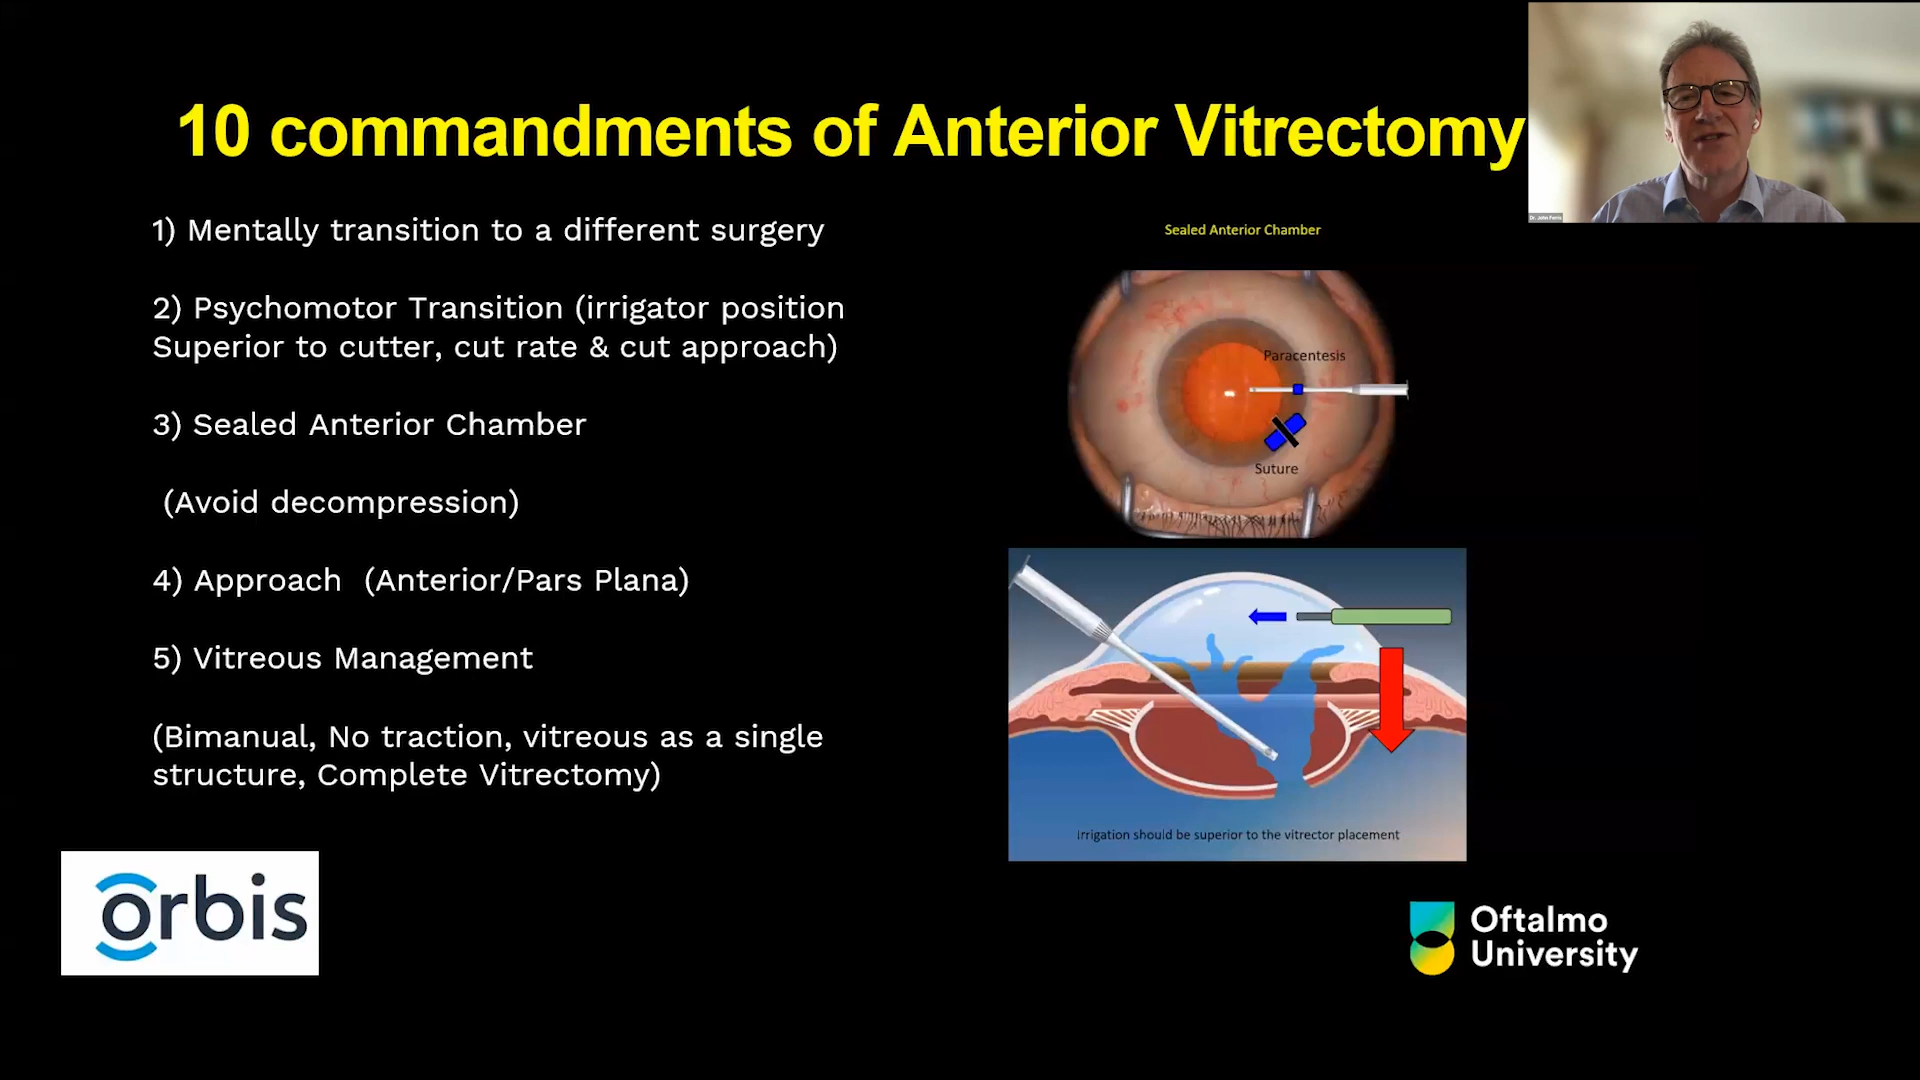 10 commandments of Anterior Vitrectomy
Dr. John Ferris
1) Mentally transition to a different surgery
2) Psychomotor Transition (irrigator position
Superior to cutter, cut rate & cut approach)
3) Sealed Anterior Chamber
(Avoid decompression)
4) Approach (Anterior/Pars Plana)
5) Vitreous Management
(Bimanual, No traction, vitreous as a single
structure, Complete Vitrectomy)
Sealed Anterior Chamber
Paracentesis
Suture
Irrigation should be superior to the vitrector placement
orbis
Oftalmo
University